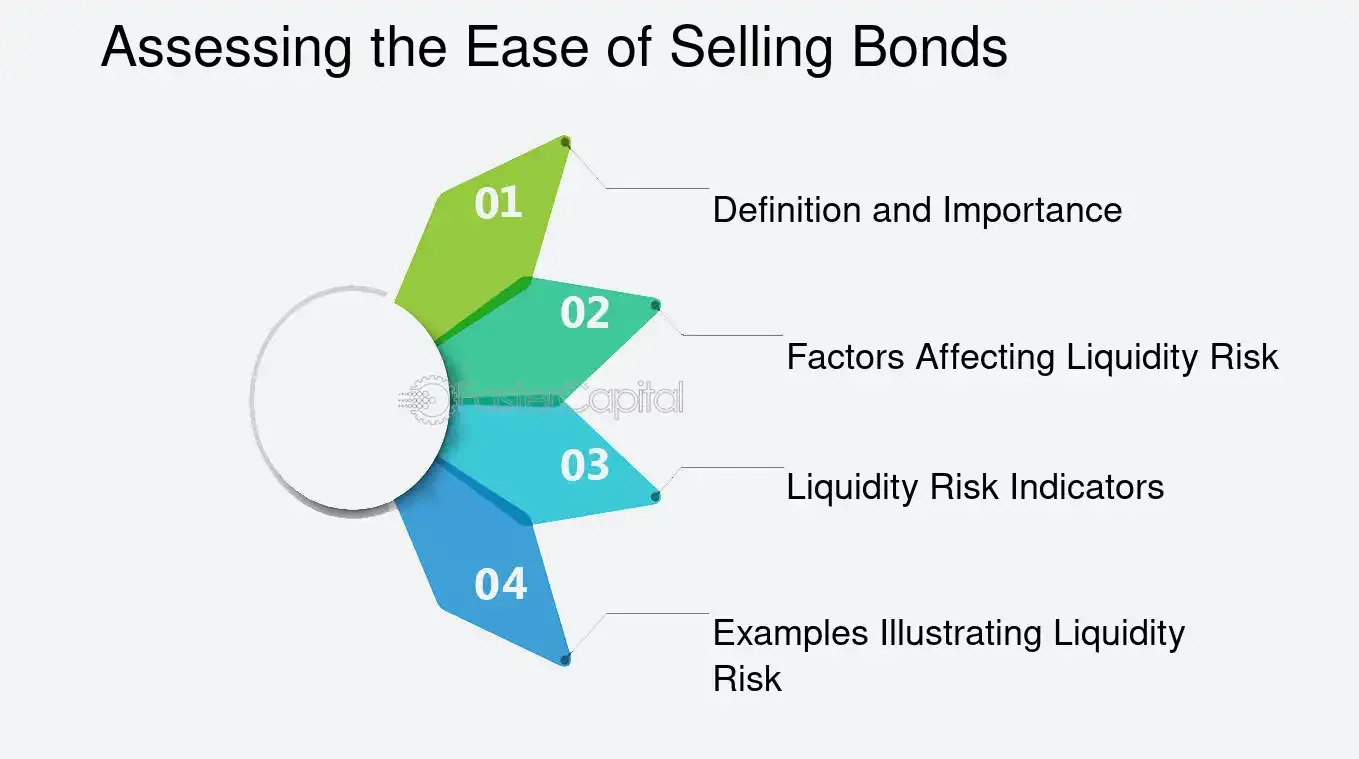 Assessing the Ease of Selling Bonds
01
Definition and Importance
02
Factors Affecting Liquidity Risk
FasterCapital
03
Liquidity Risk Indicators
04
Examples Illustrating Liquidity
Risk